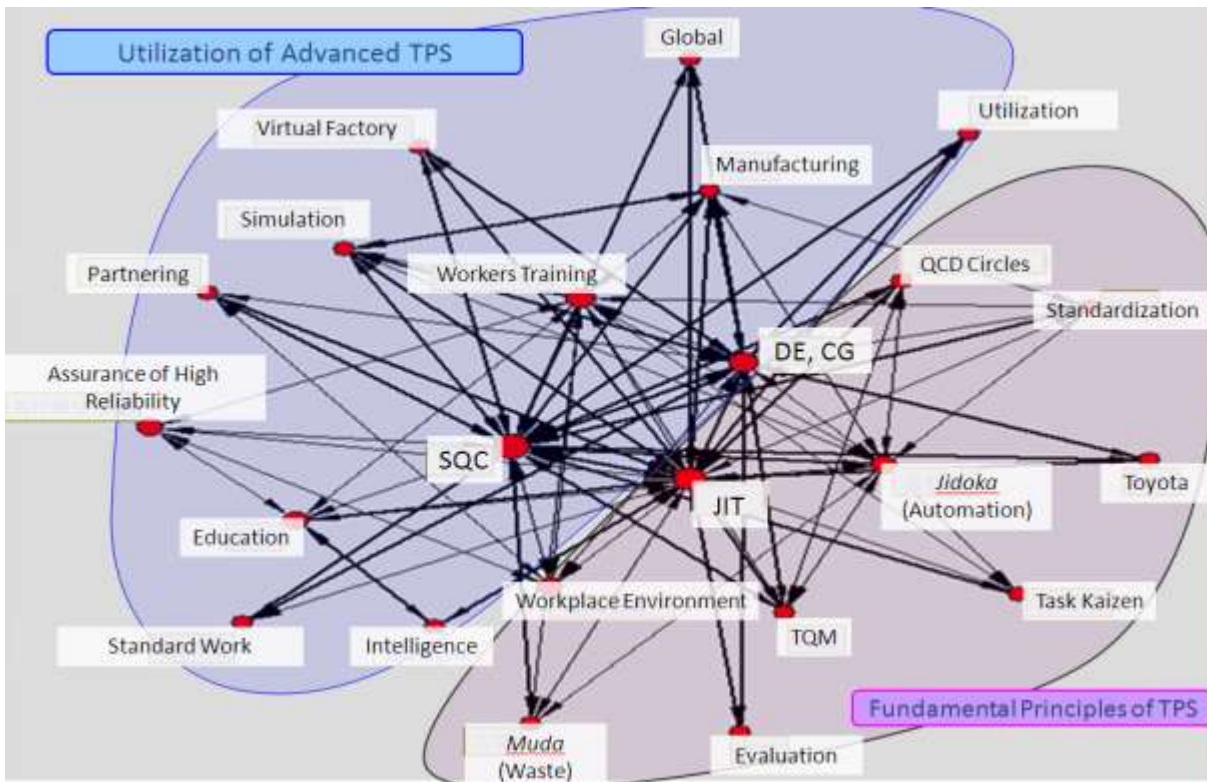 Utilization of Advanced TPS
Global
Utilization
Virtual Factory
Manufacturing
Simulation
Partnering
Workers Training
QCD Circles
Standardization
DE, CG
Assurance of High
Reliability
SQC
JIT
Jidoka
(Automation)
Toyota
Education
Workplace Environment
Task Kaizen
Standard Work
Intelligence
TQM
Fundamental Principles of TPS
Muda
(Waste)
Evaluation